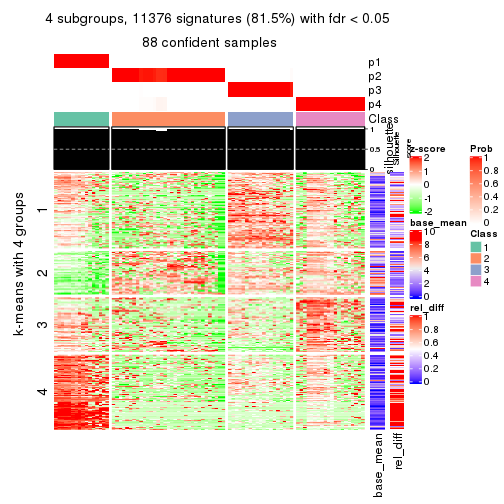 4 subgroups, 11376 signatures (81.5%) with fdr < 0.05
88 confident samples
p1
p2
p3
p4
Class
1
0.5
0
silhouette
Silhouette
score
k-means with 4 groups
1
2
3
4
base_mean
rel_diff
z-score
2
1
0
-1
-2
base_mean
10
8
6
4
2
0
rel_diff
1
0.8
0.6
0.4
0.2
0
Prob
1
0.8
0.6
0.4
0.2
0
Class
1
2
3
4